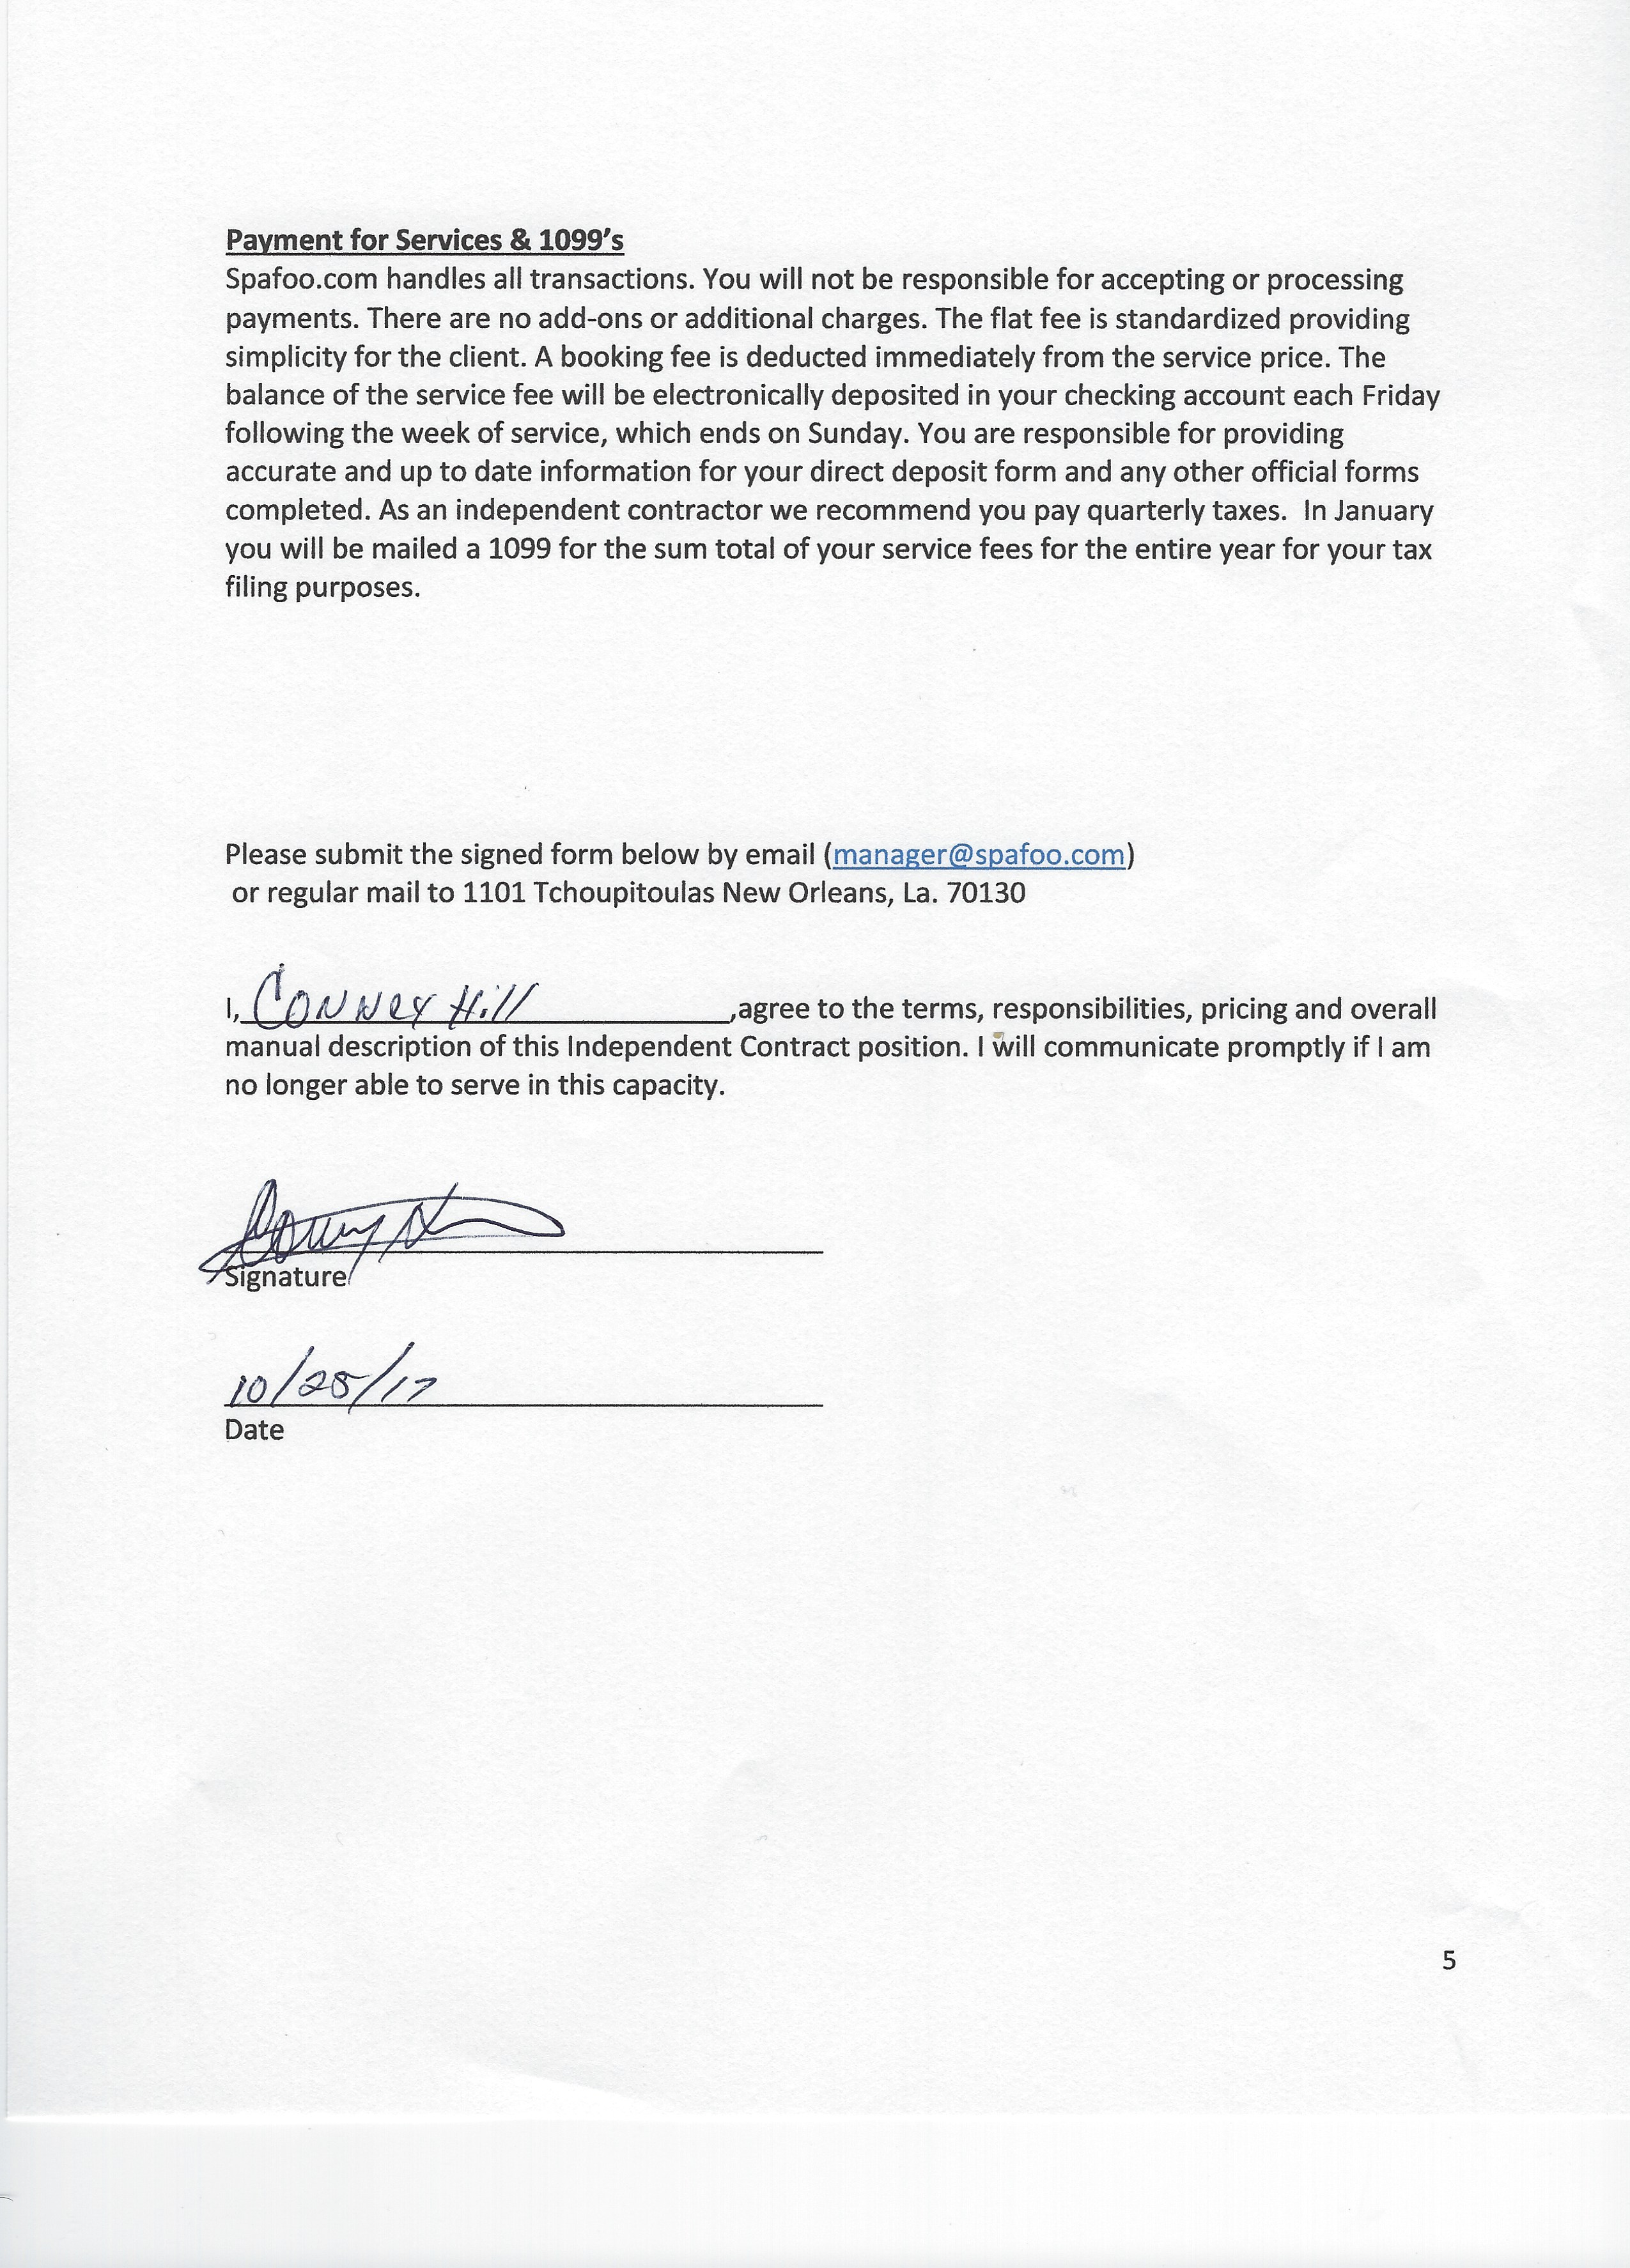 Payment for Services & 1099’s
Spafoo.com handles all transactions. You will not be responsible for accepting or processing
payments. There are no add-ons or additional charges. The flat fee is standardized providing
simplicity for the client. A booking fee is deducted immediately from the service price. The
balance of the service fee will be electronically deposited in your checking account each Friday
following the week of service, which ends on Sunday. You are responsible for providing
accurate and up to date information for your direct deposit form and any other official forms
completed. As an independent contractor we recommend you pay quarterly taxes.  In January
you will be mailed a 1099 for the sum total of your service fees for the entire year for your tax
filing purposes.
Please submit the signed form below by email (manager@spafoo.com)
or regular mail to 1101 Tchoupitoulas New Orleans, La. 70130
I, Conney Hill ,agree to the terms, responsibilities, pricing and overall
manual description of this Independent Contract position. I will communicate promptly if I am
no longer able to serve in this capacity.
Signature
10/25/17
Date
5